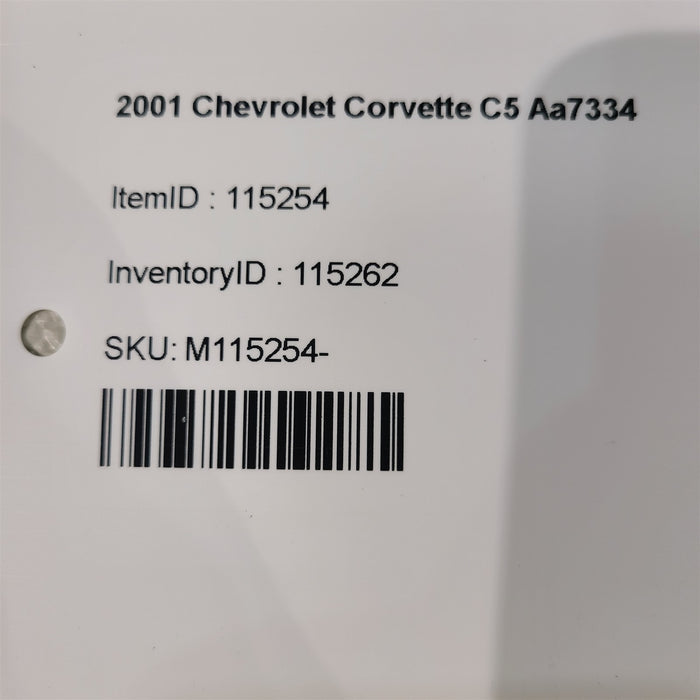 2001 Chevrolet Corvette C5 Aa7334
ItemID : 115254
InventoryID : 115262
SKU: M115254-